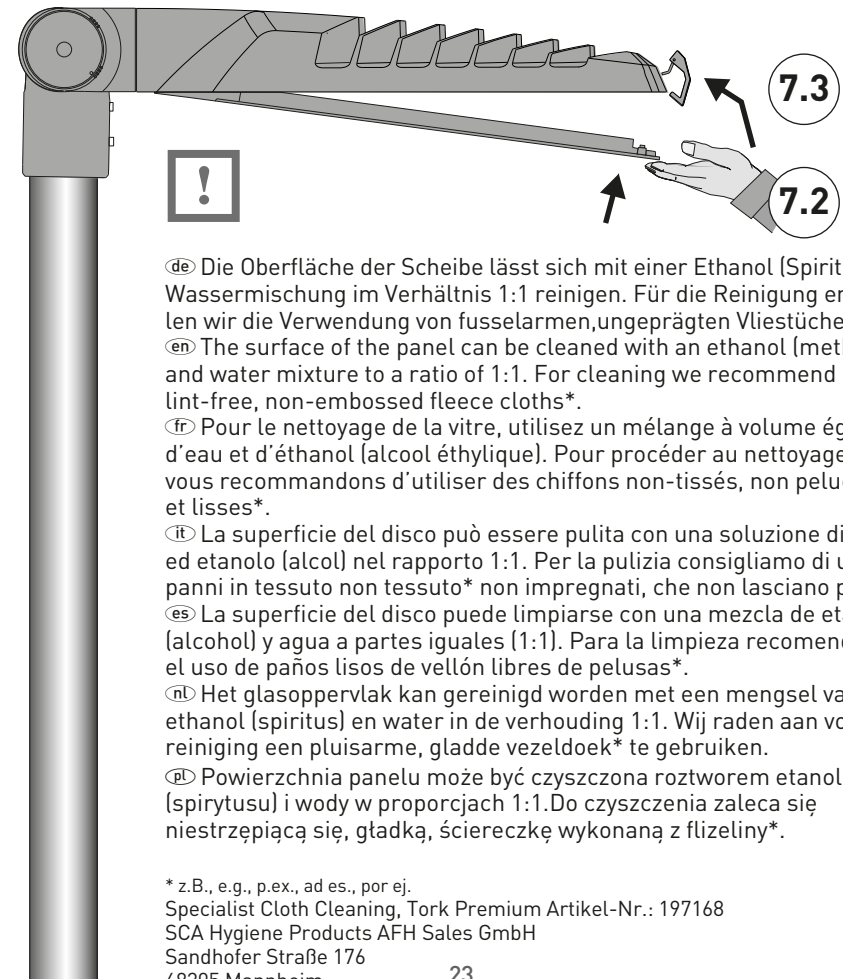 7.3
7.2
!
de Die Oberfläche der Scheibe lässt sich mit einer Ethanol (Spirit
Wassermischung im Verhältnis 1:1 reinigen. Für die Reinigung en
len wir die Verwendung von fusselarmen,ungeprägten Vliestüche
en The surface of the panel can be cleaned with an ethanol (met
and water mixture to a ratio of 1:1. For cleaning we recommend
lint-free, non-embossed fleece cloths*.
fr Pour le nettoyage de la vitre, utilisez un mélange à volume ég
d'eau et d'éthanol (alcool éthylique). Pour procéder au nettoyage
vous recommandons d'utiliser des chiffons non-tissés, non peluc
et lisses*.
it La superficie del disco può essere pulita con una soluzione di
ed etanolo (alcol) nel rapporto 1:1. Per la pulizia consigliamo di u
panni in tessuto non tessuto* non impregnati, che non lasciano p
es La superficie del disco puede limpiarse con una mezcla de eta
(alcohol) y agua a partes iguales (1:1). Para la limpieza recomend
el uso de paños lisos de vellón libres de pelusas*.
nl Het glasoppervlak kan gereinigd worden met een mengsel va
ethanol (spiritus) en water in de verhouding 1:1. Wij raden aan vo
reiniging een pluisarme, gladde vezeldoek* te gebruiken.
pl Powierzchnia panelu może być czyszczona roztworem etanol
(spirytusu) i wody w proporcjach 1:1.Do czyszczenia zaleca się
niestrzępiącą się, gładką, ściereczkę wykonaną z flizeliny*.
* z.B., e.g., p.ex., ad es., por ej.
Specialist Cloth Cleaning, Tork Premium Artikel-Nr.: 197168
SCA Hygiene Products AFH Sales GmbH
Sandhofer Straße 176
Mannheim
23